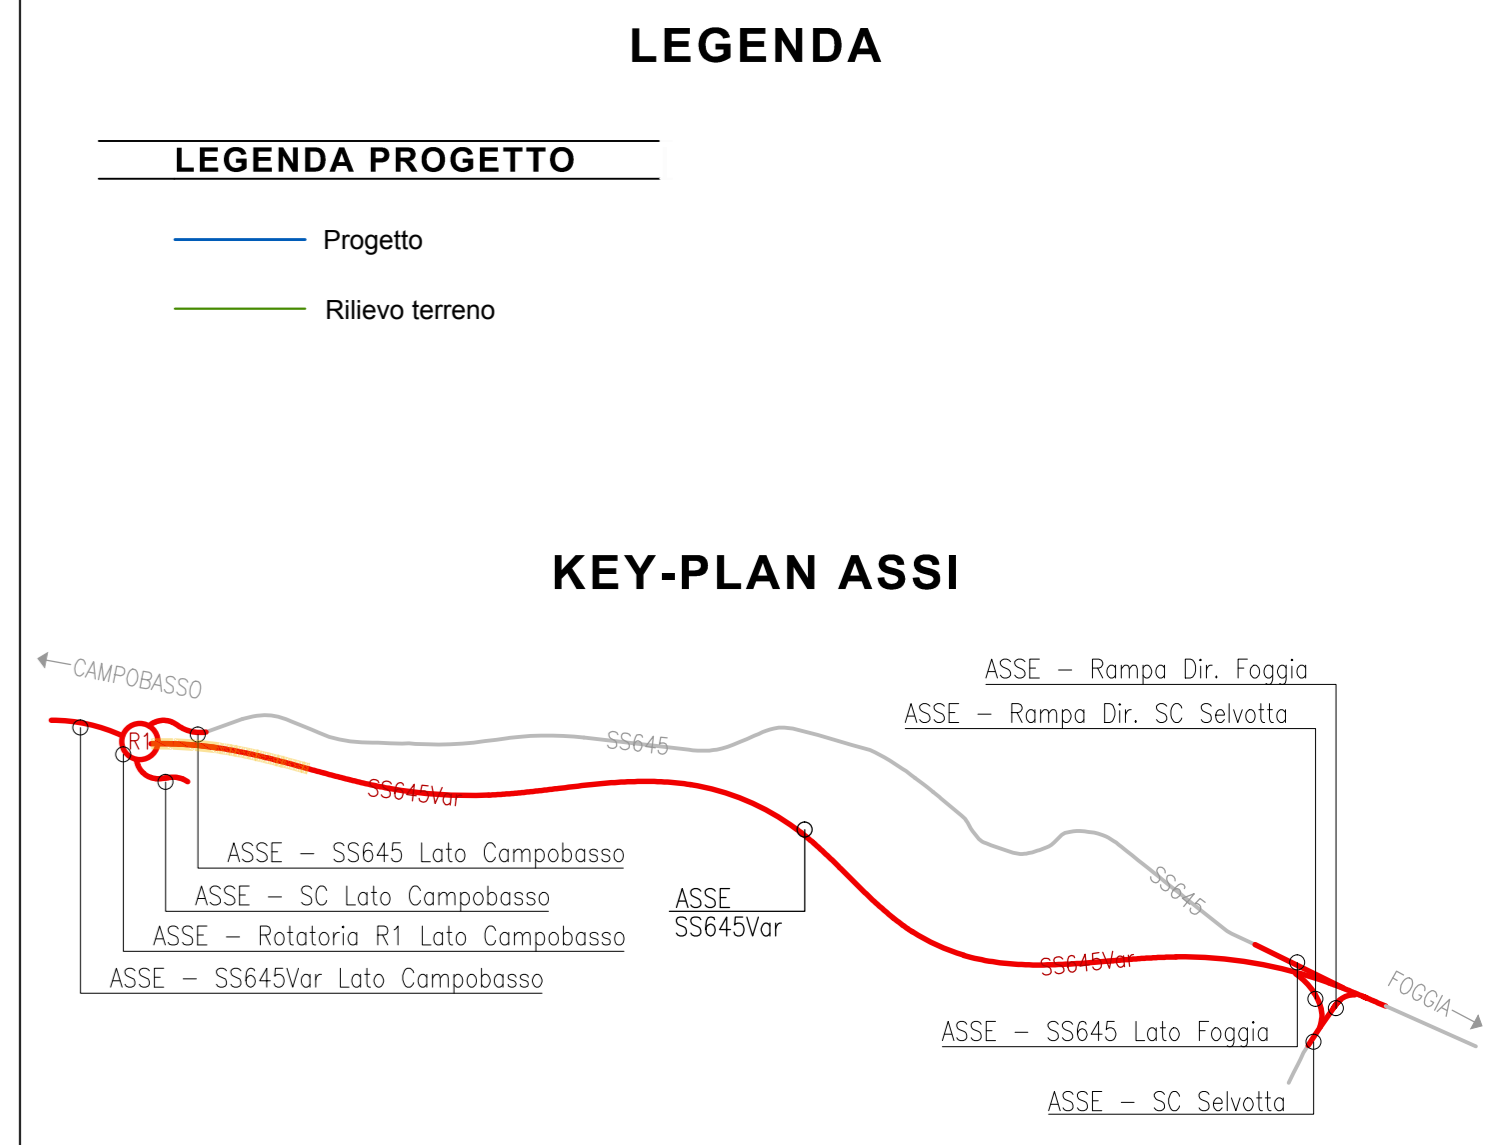 LEGENDA
LEGENDA PROGETTO
Progetto
Rilievo terreno
KEY-PLAN ASSI
CAMPOBASSO
ASSE - Rampa Dir. Foggia
ASSE - Rampa Dir. SC Selvotta
R1
SS645
SS645Var
ASSE - SS645 Lato Campobasso
ASSE - SC Lato Campobasso
ASSE - Rotatoria R1 Lato Campobasso
ASSE - SS645Var Lato Campobasso
ASSE
SS645Var
SS645
SS645Var
FOGGIA
ASSE - SS645 Lato Foggia
ASSE - SC Selvotta